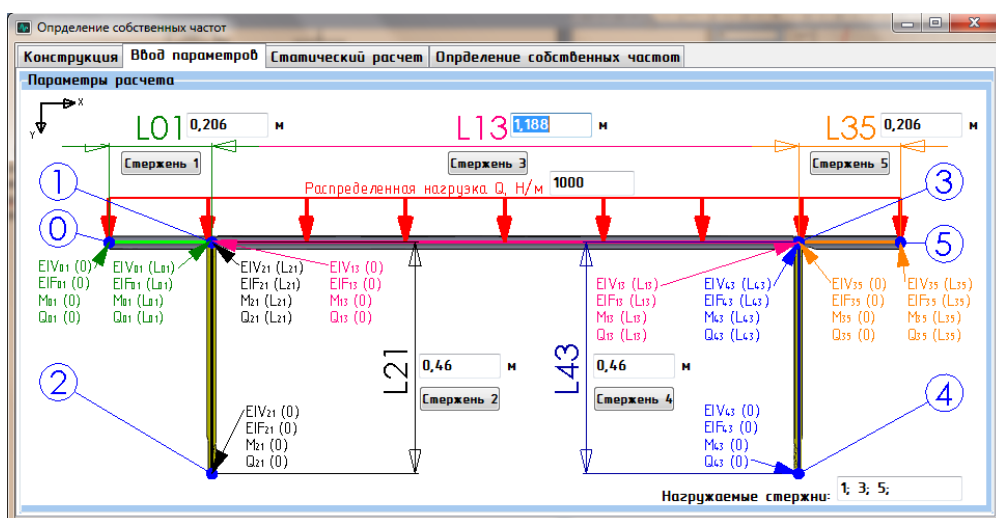 Опрделение собственных частот
Конструкция Ввод параметров Статический расчет Опрделение собственных частот
Параметры расчета
X
Y
L01 0,206 м L13 1,188 м L35 0,206 м
Стержень 1 Стержень 3 Стержень 5
Распределенная нагрузка Q, Н/м 1000
1 3
0 5
EIV01 (0) EIV01 (L01) EIV21 (L21) EIV13 (0) EIV13 (L13) EIV43 (L43) EIV35 (0) EIV35 (L35)
EIF01 (0) EIF01 (L01) EIF21 (L21) EIF13 (0) EIF13 (L13) EIF43 (L43) EIF35 (0) EIF35 (L35)
M01 (0) M01 (L01) M21 (L21) M13 (0) M13 (L13) M43 (L43) M35 (0) M35 (L35)
Q01 (0) Q01 (L01) Q21 (L21) Q13 (0) Q13 (L13) Q43 (L43) Q35 (0) Q35 (L35)
L21 0,46 м L43 0,46 м
Стержень 2 Стержень 4
2 4
EIV21 (0) EIV43 (0)
EIF21 (0) EIF43 (0)
M21 (0) M43 (0)
Q21 (0) Q43 (0)
Нагружаемые стержни: 1; 3; 5;